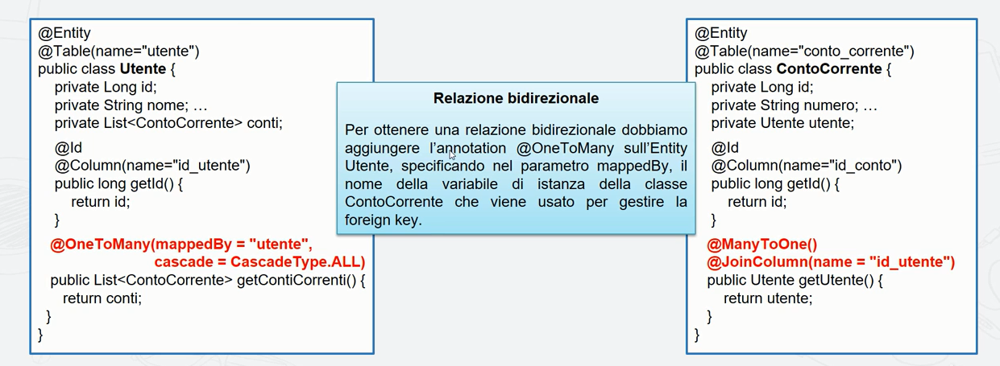 @Entity
@Table(name="utente")
public class Utente {
private Long id;
private String nome; …
private List<ContoCorrente> conti;
@Id
@Column(name="id_utente")
public long getId() {
return id;
}
@OneToMany(mappedBy = "utente",
cascade = CascadeType.ALL)
public List<ContoCorrente> getContiCorrenti() {
return conti;
}
}
Relazione bidirezionale
Per ottenere una relazione bidirezionale dobbiamo
aggiungere l'annotation @OneToMany sull'Entity
Utente, specificando nel parametro mappedBy, il
nome della variabile di istanza della classe
ContoCorrente che viene usato per gestire la
foreign key.
@Entity
@Table(name="conto_corrente")
public class ContoCorrente {
private Long id;
private String numero; …
private Utente utente;
@Id
@Column(name="id_conto")
public long getId() {
return id;
}
@ManyToOne()
@JoinColumn(name = "id_utente")
public Utente getUtente() {
return utente;
}
}